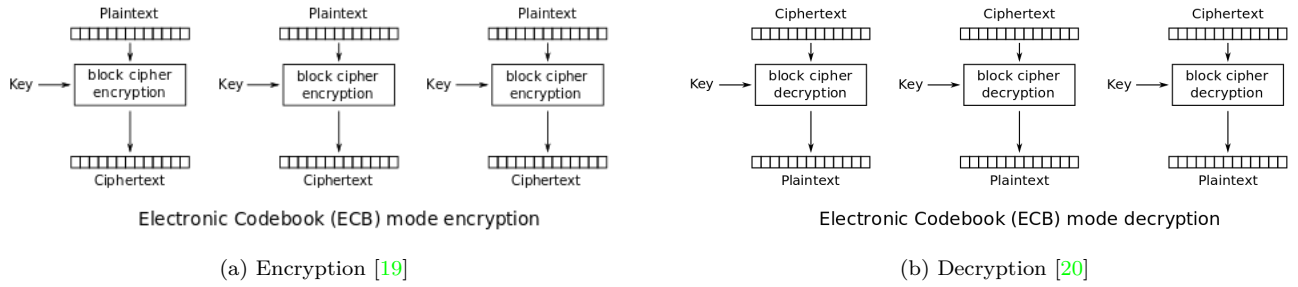 Plaintext Plaintext Plaintext
Key block cipher encryption Key block cipher encryption Key block cipher encryption
Ciphertext Ciphertext Ciphertext
Electronic Codebook (ECB) mode encryption
(a) Encryption [19]
Ciphertext Ciphertext Ciphertext
Key block cipher decryption Key block cipher decryption Key block cipher decryption
Plaintext Plaintext Plaintext
Electronic Codebook (ECB) mode decryption
(b) Decryption [20]